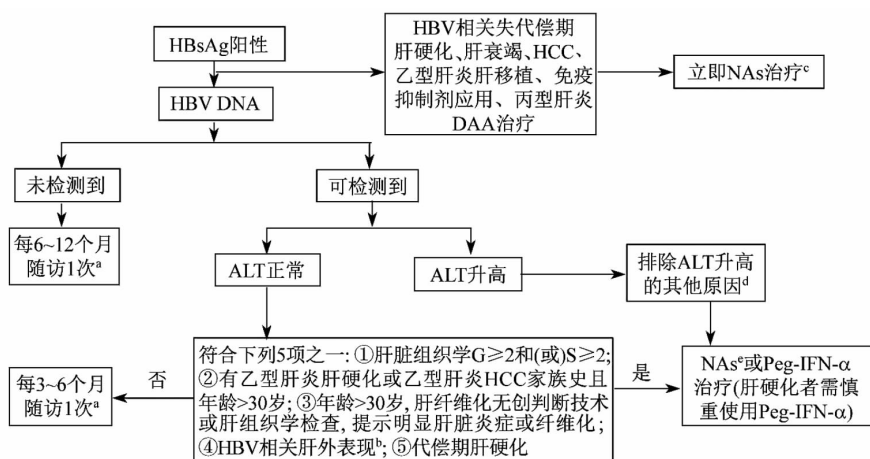 HBsAg阳性
HBV相关失代偿期
肝硬化、肝衰竭、HCC、
乙型肝炎肝移植、免疫
抑制剂应用、丙型肝炎
DAA治疗
立即NAs治疗ᶜ
HBV DNA
未检测到
可检测到
每6~12个月
随访1次ᵃ
ALT正常
ALT升高
排除ALT升高
的其他原因ᵈ
符合下列5项之一: ①肝脏组织学G≥2和(或)S≥2;
②有乙型肝炎肝硬化或乙型肝炎HCC家族史且
年龄>30岁; ③年龄>30岁, 肝纤维化无创判断技术
或肝组织学检查, 提示明显肝脏炎症或纤维化;
④HBV相关肝外表现ᵇ; ⑤代偿期肝硬化
否
每3~6个月
随访1次ᵃ
是
NAsᵉ或Peg-IFN-α
治疗(肝硬化者需慎
重使用Peg-IFN-α)